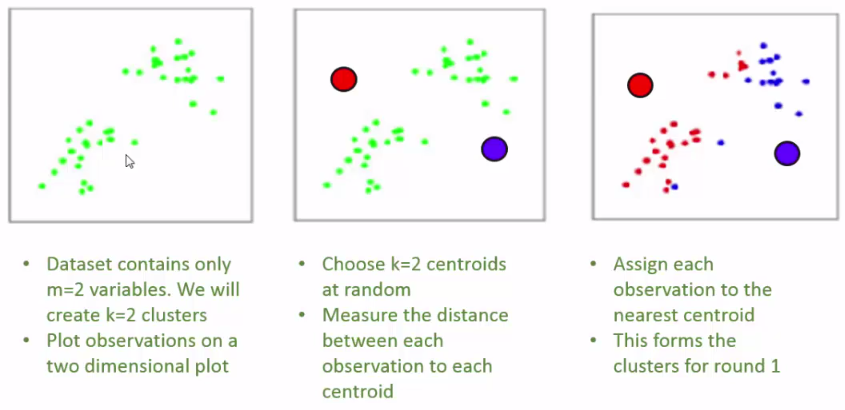 • Dataset contains only
m=2 variables. We will
create k=2 clusters
• Plot observations on a
two dimensional plot
• Choose k=2 centroids
at random
• Measure the distance
between each
observation to each
centroid
• Assign each
observation to the
nearest centroid
• This forms the
clusters for round 1